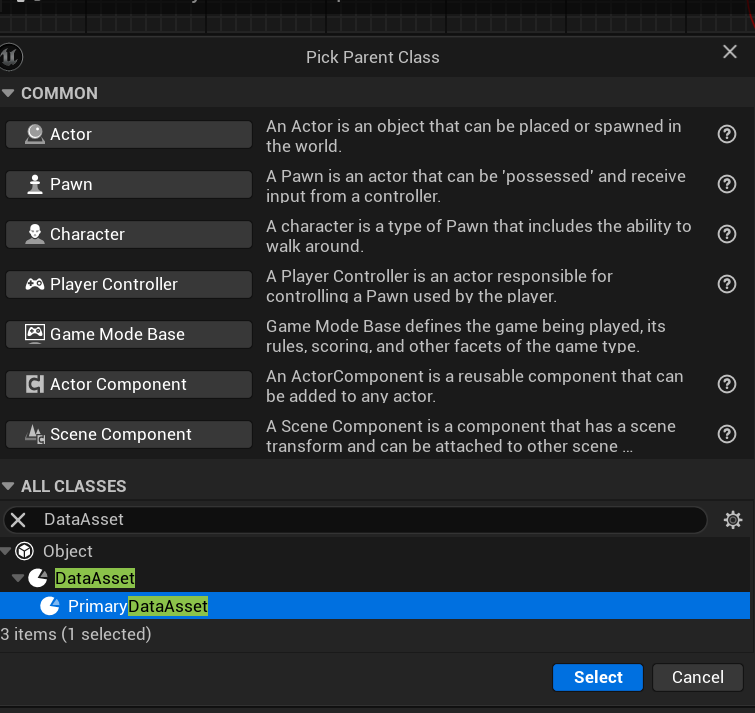 Pick Parent Class
COMMON
Actor
An Actor is an object that can be placed or spawned in
the world.
Pawn
A Pawn is an actor that can be 'possessed' and receive
input from a controller.
Character
A character is a type of Pawn that includes the ability to
walk around.
Player Controller
A Player Controller is an actor responsible for
controlling a Pawn used by the player.
Game Mode Base
Game Mode Base defines the game being played, its
rules, scoring, and other facets of the game type.
Actor Component
An ActorComponent is a reusable component that can
be added to any actor.
Scene Component
A Scene Component is a component that has a scene
transform and can be attached to other scene ...
ALL CLASSES
DataAsset
Object
DataAsset
PrimaryDataAsset
3 items (1 selected)
Select
Cancel